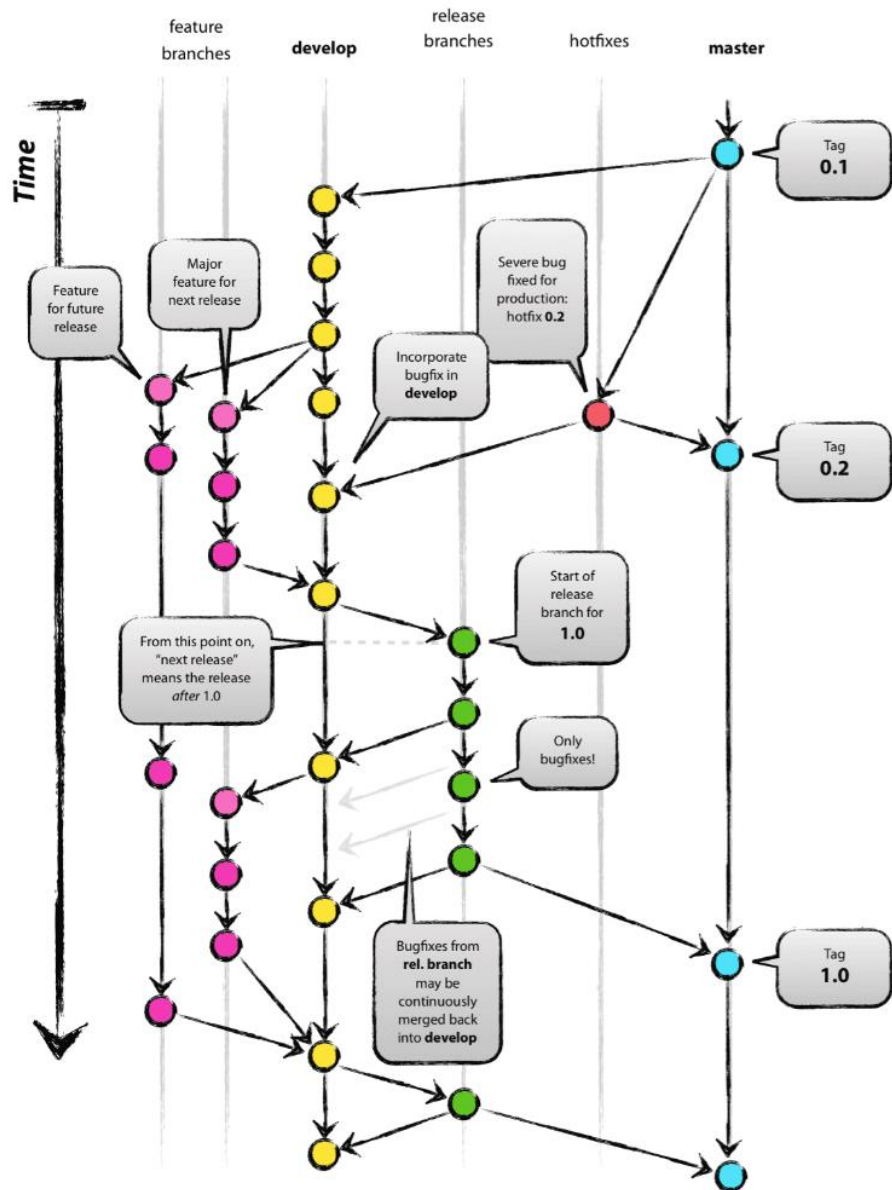 feature
branches
develop
release
branches
hotfixes
master
Time
Tag
0.1
Feature
for future
release
Major
feature for
next release
Severe bug
fixed for
production:
hotfix 0.2
Incorporate
bugfix in
develop
Tag
0.2
Start of
release
branch for
1.0
From this point on,
“next release”
means the release
after 1.0
Only
bugfixes!
Bugfixes from
rel. branch
may be
continuously
merged back
into develop
Tag
1.0